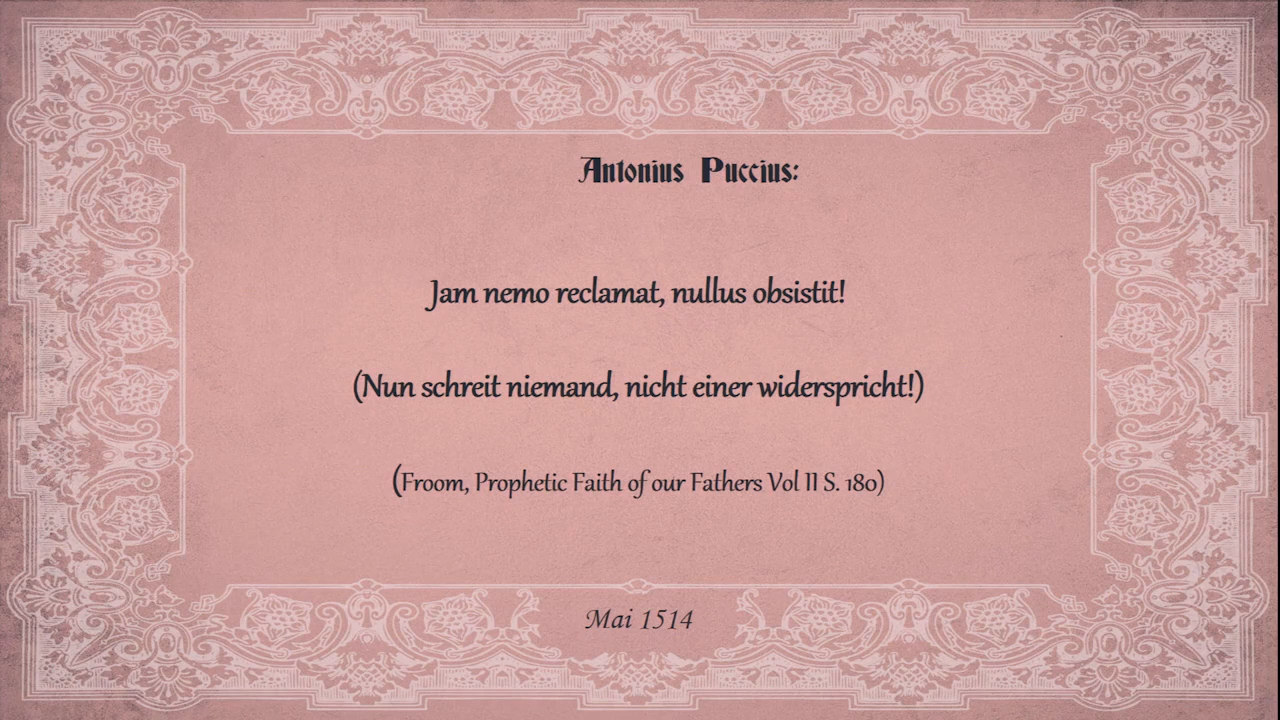 Antonius Puccius:
Jam nemo reclamat, nullus obsistit!
(Nun schreit niemand, nicht einer widerspricht!)
(Froom, Prophetic Faith of our Fathers Vol II S. 180)
Mai 1514